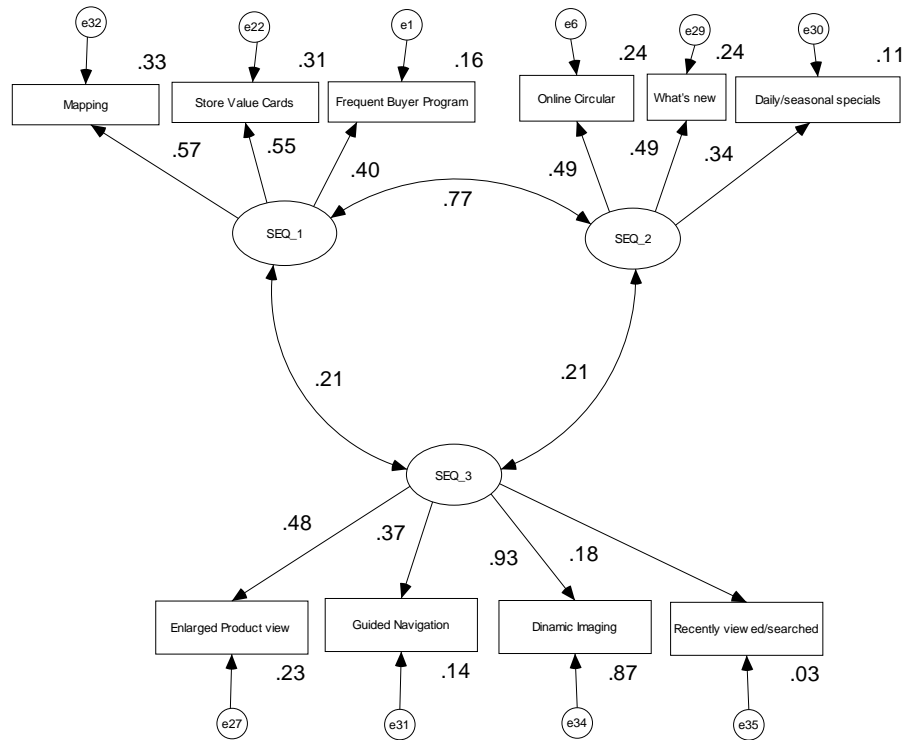 e32
e22
e1
e6
e29
e30
.33
.31
.16
.24
.24
.11
Mapping
Store Value Cards
Frequent Buyer Program
Online Circular
What's new
Daily/seasonal specials
.57
.55
.40
.49
.49
.34
.77
SEQ_1
SEQ_2
.21
.21
SEQ_3
.48
.37
.93
.18
Enlarged Product view
Guided Navigation
Dinamic Imaging
Recently view ed/searched
.23
.14
.87
.03
e27
e31
e34
e35